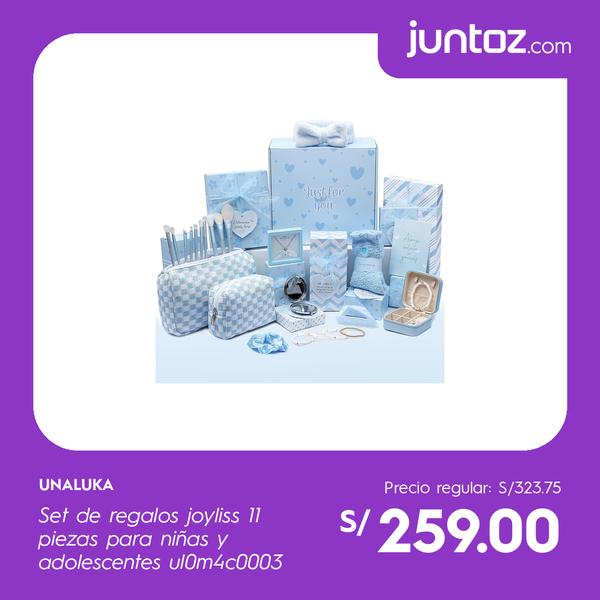 juntoz.com
Just for
you
UNALUKA
Set de regalos joyliss 11
piezas para niñas y
adolescentes ul0m4c0003
Precio regular: S/323.75
S/259.00